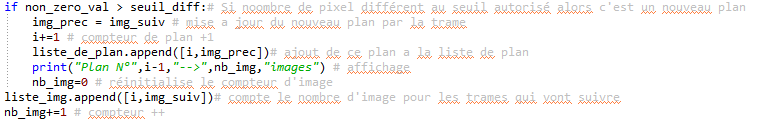 if non_zero_val > seuil_diff:# Si noombre de pixel différent au seuil autorisé alors c'est un nouveau plan
img_prec = img_suiv # mise a jour du nouveau plan par la trame
i+=1 # compteur de plan +1
liste_de_plan.append([i,img_prec])# ajout de ce plan a la liste de plan
print("Plan N°",i-1,"-->",nb_img,"images") # affichage
nb_img=0 # réinitialise le compteur d'image
liste_img.append([i,img_suiv])# compte le nombre d'image pour les trames qui vont suivre
nb_img+=1 # compteur ++